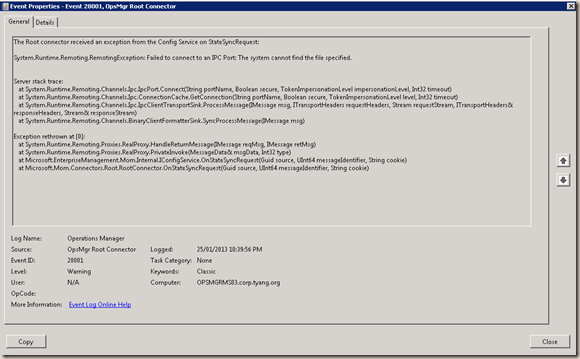 Event Properties - Event 28001, OpsMgr Root Connector
General Details
The Root connector received an exception from the Config Service on StateSyncRequest:
System.Runtime.Remoting.RemotingException: Failed to connect to an IPC Port: The system cannot find the file specified.
Server stack trace:
at System.Runtime.Remoting.Channels.Ipc.IpcPort.Connect(String portName, Boolean secure, TokenImpersonationLevel impersonationLevel, Int32 timeout)
at System.Runtime.Remoting.Channels.Ipc.ConnectionCache.GetConnection(String portName, Boolean secure, TokenImpersonationLevel level, Int32 timeout)
at System.Runtime.Remoting.Channels.Ipc.IpcClientTransportSink.ProcessMessage(IMessage msg, ITransportHeaders requestHeaders, Stream requestStream, ITransportHeaders&
responseHeaders, Stream& responseStream)
at System.Runtime.Remoting.Channels.BinaryClientFormatterSink.SyncProcessMessage(IMessage msg)
Exception rethrown at [0]:
at System.Runtime.Remoting.Proxies.RealProxy.HandleReturnMessage(IMessage reqMsg, IMessage retMsg)
at System.Runtime.Remoting.Proxies.RealProxy.PrivateInvoke(MessageData& msgData, Int32 type)
at Microsoft.EnterpriseManagement.Mom.Internal.IConfigService.OnStateSyncRequest(Guid source, UInt64 messageIdentifier, String cookie)
at Microsoft.Mom.Connectors.Root.RootConnector.OnStateSyncRequest(Guid source, UInt64 messageIdentifier, String cookie)
Log Name: Operations Manager
Source: OpsMgr Root Connector Logged: 25/01/2013 10:39:56 PM
Event ID: 28001 Task Category: None
Level: Warning Keywords: Classic
User: N/A Computer: OPSMGRMS03.corp.tyang.org
OpCode:
More Information: Event Log Online Help
Copy Close